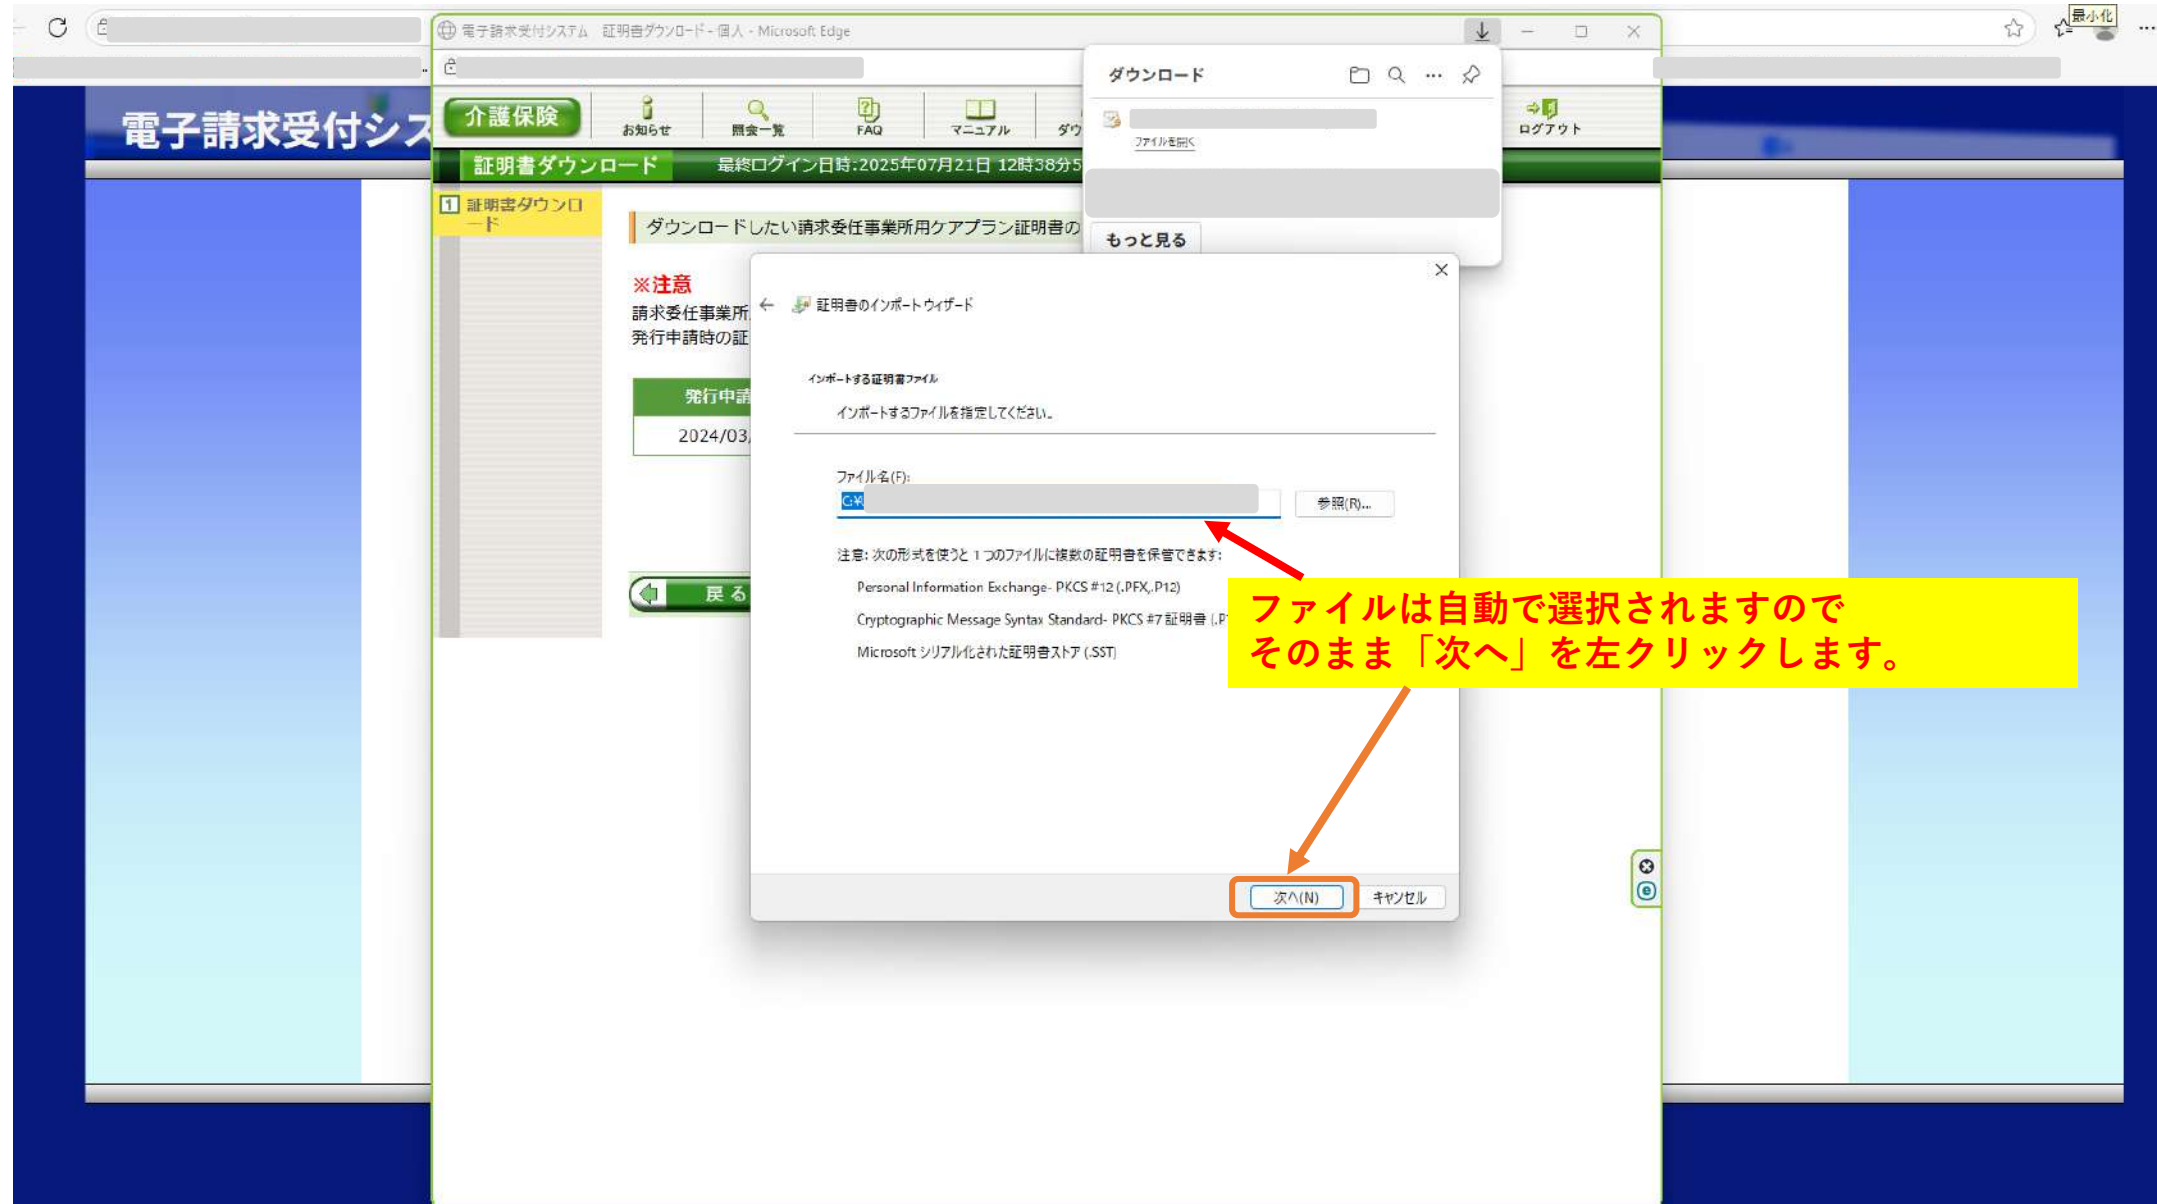 最小化
電子請求受付システム 証明書ダウンロード - 個人 - Microsoft Edge
ダウンロード
ファイルを開く
もっと見る
電子請求受付シス
介護保険
お知らせ
照会一覧
FAQ
マニュアル
ダウ
ログアウト
証明書ダウンロード
最終ログイン日時:2025年07月21日 12時38分5
1 証明書ダウンロ
ード
ダウンロードしたい請求委任事業所用ケアプラン証明書の
※注意
請求委任事業所
発行申請時の証
発行申請
2024/03/
戻る
証明書のインポート ウィザード
インポートする証明書ファイル
インポートするファイルを指定してください。
ファイル名(F):
C:¥
参照(R)...
注意: 次の形式を使うと 1 つのファイルに複数の証明書を保管できます:
Personal Information Exchange- PKCS #12 (.PFX,.P12)
Cryptographic Message Syntax Standard- PKCS #7 証明書 (.P
Microsoft シリアル化された証明書ストア (.SST)
ファイルは自動で選択されますので
そのまま「次へ」を左クリックします。
次へ(N)
キャンセル